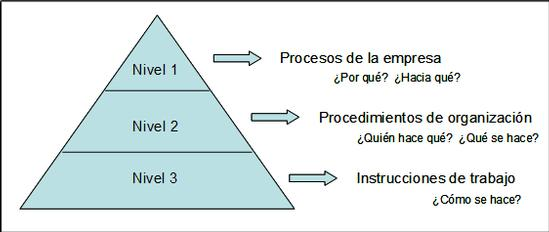 Nivel 1
Procesos de la empresa
¿Por qué? ¿Hacia qué?
Nivel 2
Procedimientos de organización
¿Quién hace qué? ¿Qué se hace?
Nivel 3
Instrucciones de trabajo
¿Cómo se hace?